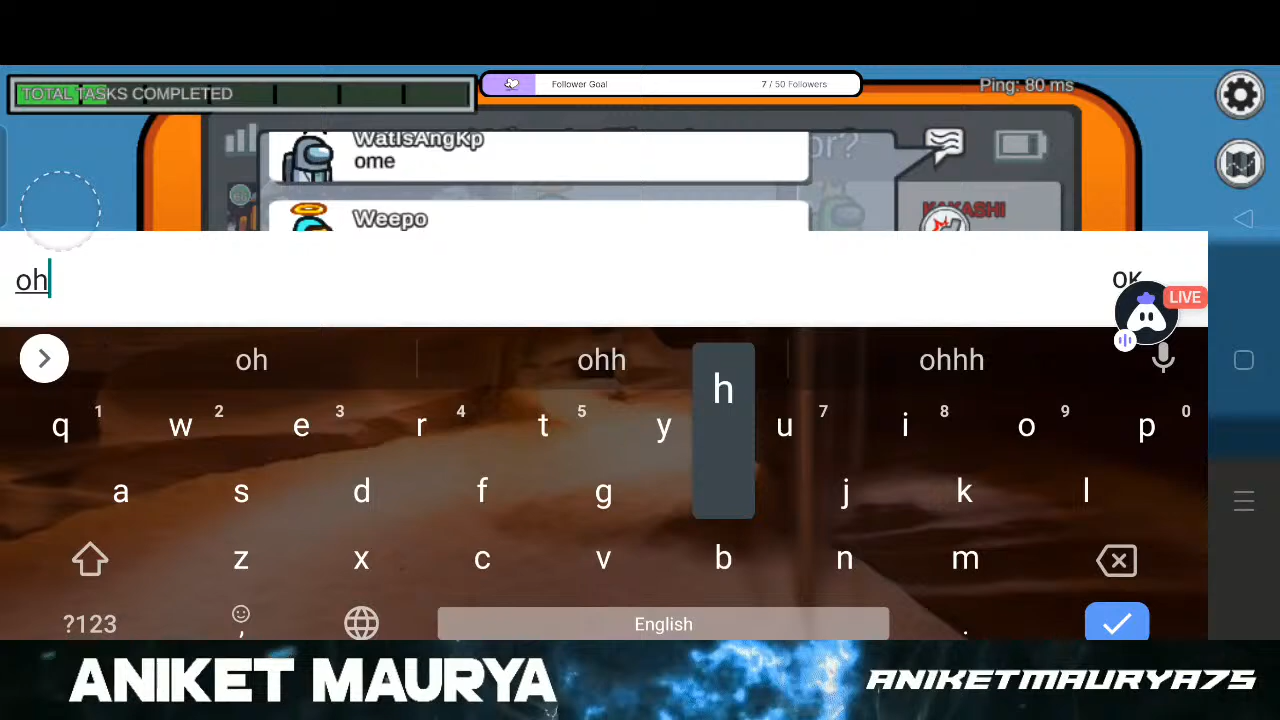 TOTAL TASKS COMPLETED
Follower Goal
7 / 50 Followers
Ping: 80 ms
WatIsAngKp
ome
or?
Weepo
KAKASHI
oh
OK
LIVE
oh ohh ohhh
q 1 w 2 e 3 r 4 t 5 y h u 7 i 8 o 9 p 0
a s d f g j k l
z x c v b n m
?123 , English .
ANIKET MAURYA
ANIKETMAURYA75